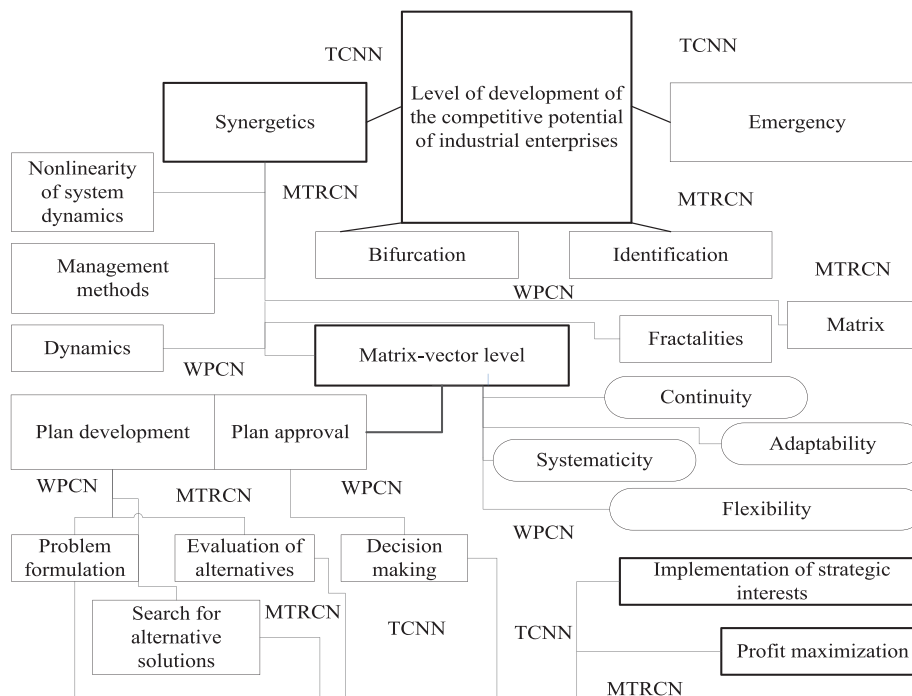 TCNN
TCNN
Level of development of
the competitive potential
of industrial enterprises
Synergetics
Emergency
Nonlinearity
of system
dynamics
MTRCN
MTRCN
Bifurcation
Identification
Management
methods
MTRCN
WPCN
Matrix
Fractalities
Dynamics
Matrix-vector level
WPCN
Continuity
Plan development
Plan approval
Adaptability
Systematicity
WPCN
MTRCN
WPCN
Flexibility
WPCN
Problem
formulation
Evaluation of
alternatives
Decision
making
Implementation of strategic
interests
Search for
alternative
solutions
MTRCN
TCNN
TCNN
Profit maximization
MTRCN